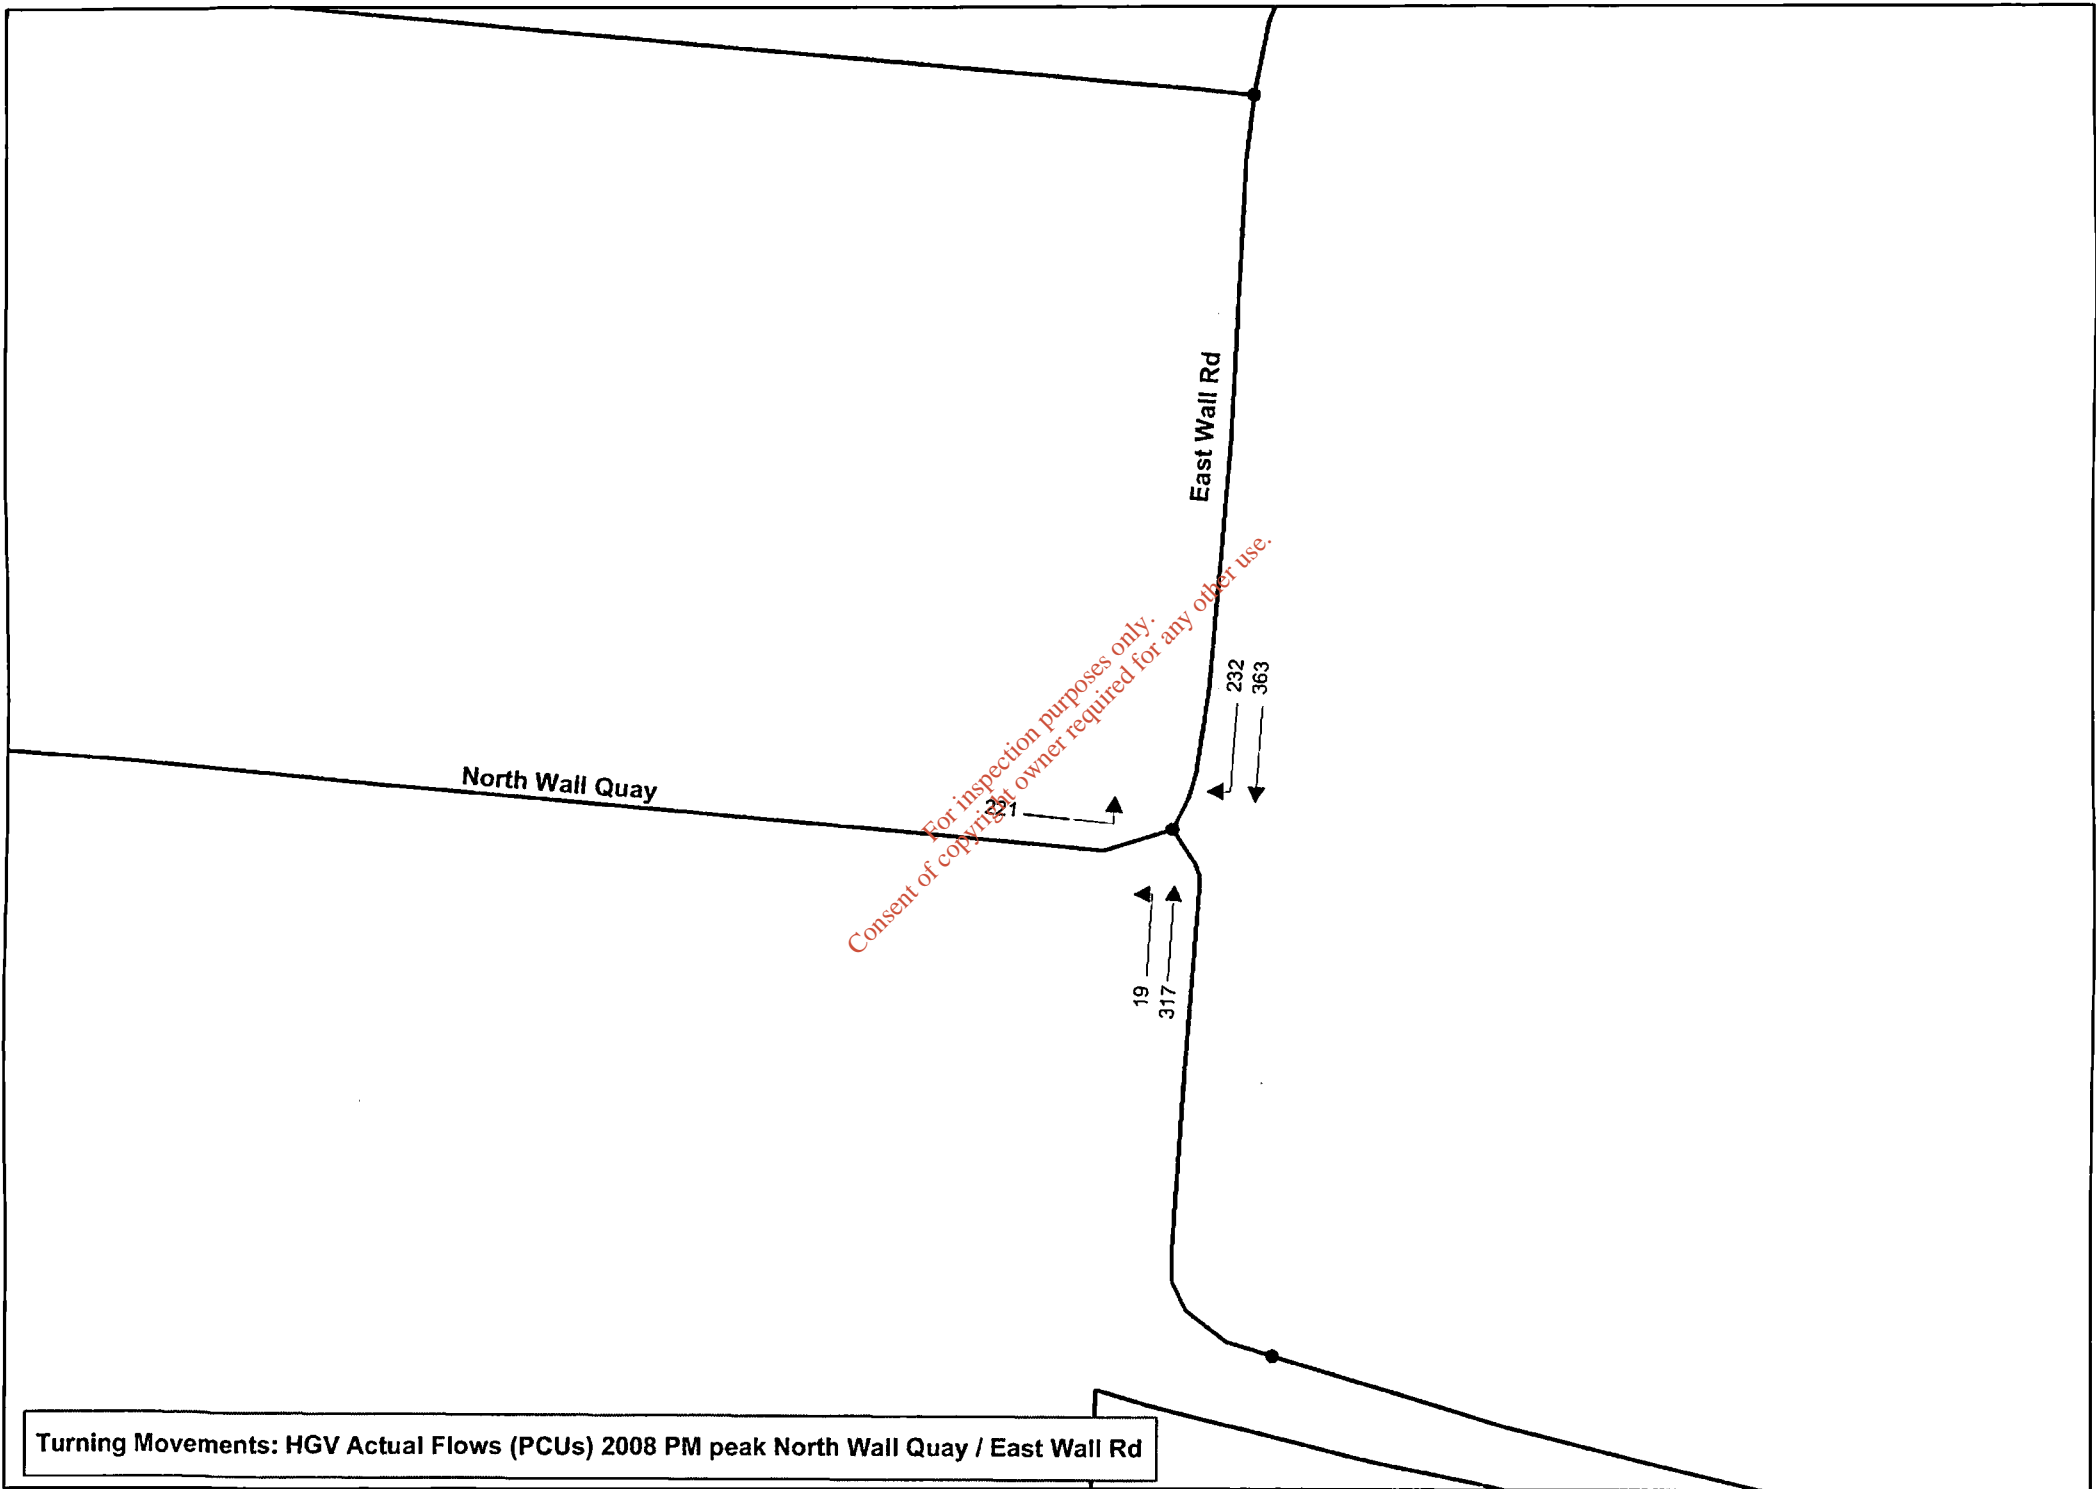 East Wall Rd
For inspection purposes only.
Consent of copyright owner required for any other use.
232
363
North Wall Quay
221
19
317
Turning Movements: HGV Actual Flows (PCUs) 2008 PM peak North Wall Quay / East Wall Rd